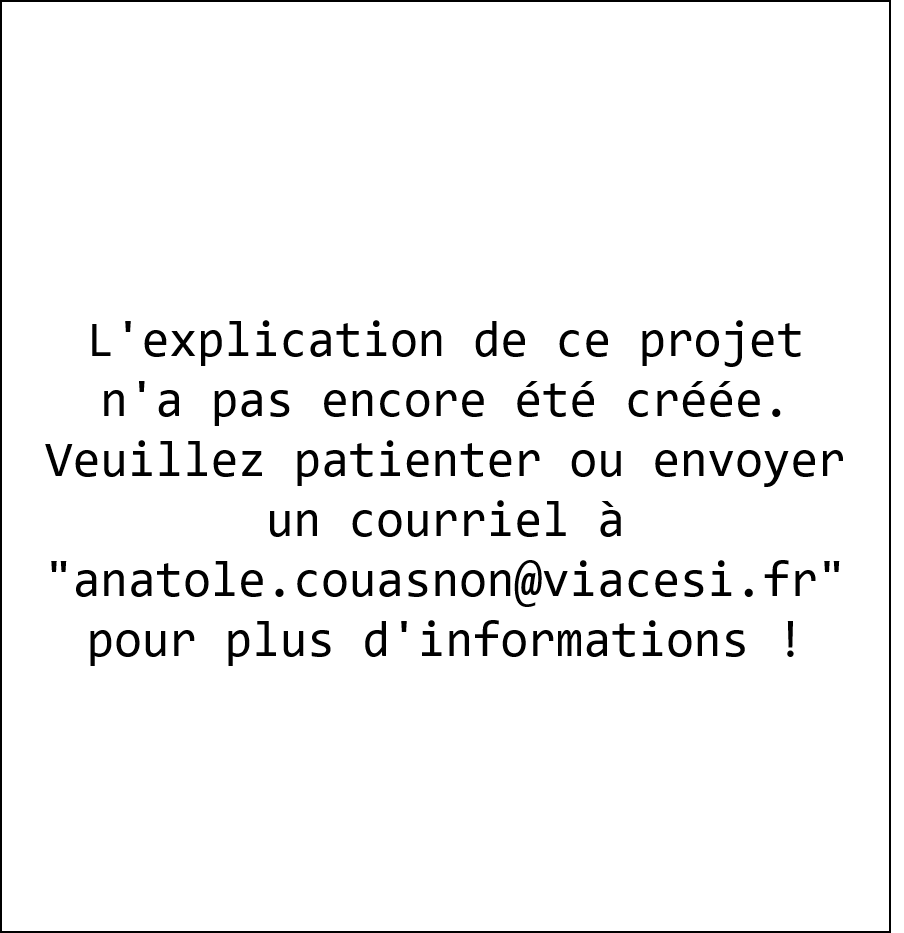 L'explication de ce projet
n'a pas encore été créée.
Veuillez patienter ou envoyer
un courriel à
"anatole.couasnon@viacesi.fr"
pour plus d'informations !